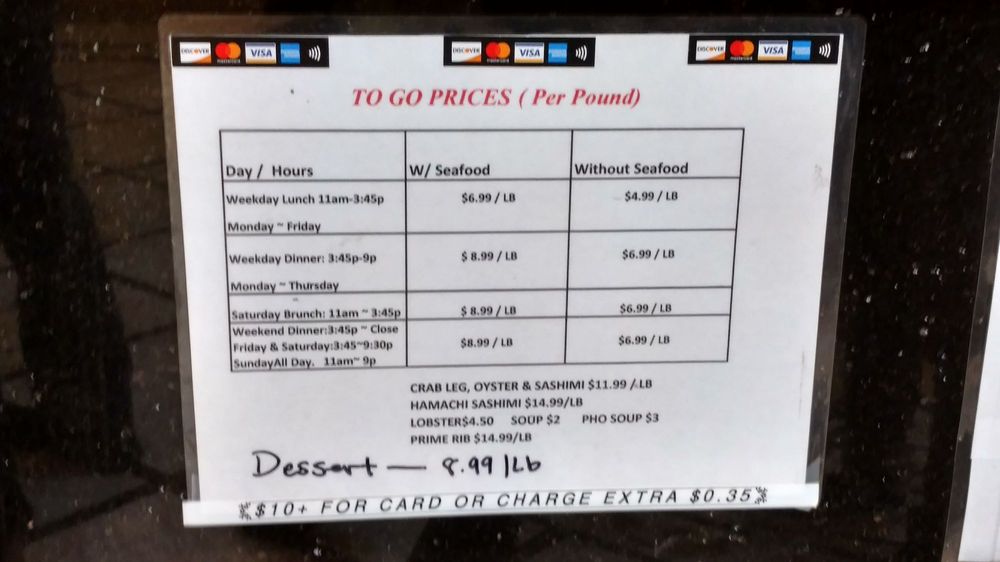 DISCOVER mastercard VISA DISCOVER mastercard VISA DISCOVER mastercard VISA
TO GO PRICES ( Per Pound)
Day / Hours W/ Seafood Without Seafood
Weekday Lunch 11am-3:45p $6.99 / LB $4.99 / LB
Monday ~ Friday
Weekday Dinner: 3:45p-9p $ 8.99 / LB $6.99 / LB
Monday ~ Thursday
Saturday Brunch: 11am ~ 3:45p $ 8.99 / LB $6.99 / LB
Weekend Dinner:3:45p ~ Close
Friday & Saturday:3:45~9:30p $8.99 / LB $6.99 / LB
SundayAll Day. 11am~ 9p
CRAB LEG, OYSTER & SASHIMI $11.99 /LB
HAMACHI SASHIMI $14.99/LB
LOBSTER$4.50 SOUP $2 PHO SOUP $3
PRIME RIB $14.99/LB
Dessert — 8.99 /Lb
$10+ FOR CARD OR CHARGE EXTRA $0.35